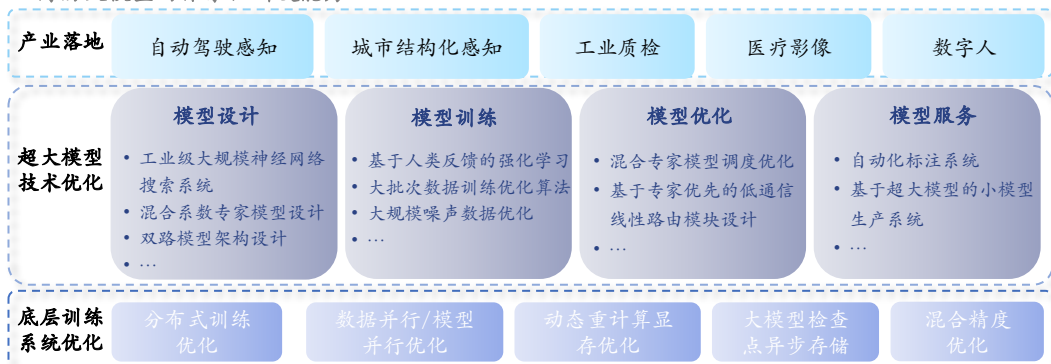 产业落地
自动驾驶感知
城市结构化感知
工业质检
医疗影像
数字人
超大模型
技术优化
模型设计
• 工业级大规模神经网络
搜索系统
• 混合系数专家模型设计
• 双路模型架构设计
• …
模型训练
• 基于人类反馈的强化学习
• 大批次数据训练优化算法
• 大规模噪声数据优化
• …
模型优化
• 混合专家模型调度优化
• 基于专家优先的低通信
线性路由模块设计
• …
模型服务
• 自动化标注系统
• 基于超大模型的小模型
生产系统
• …
底层训练
系统优化
分布式训练
优化
数据并行/模型
并行优化
动态重计算显
存优化
大模型检查
点异步存储
混合精度
优化